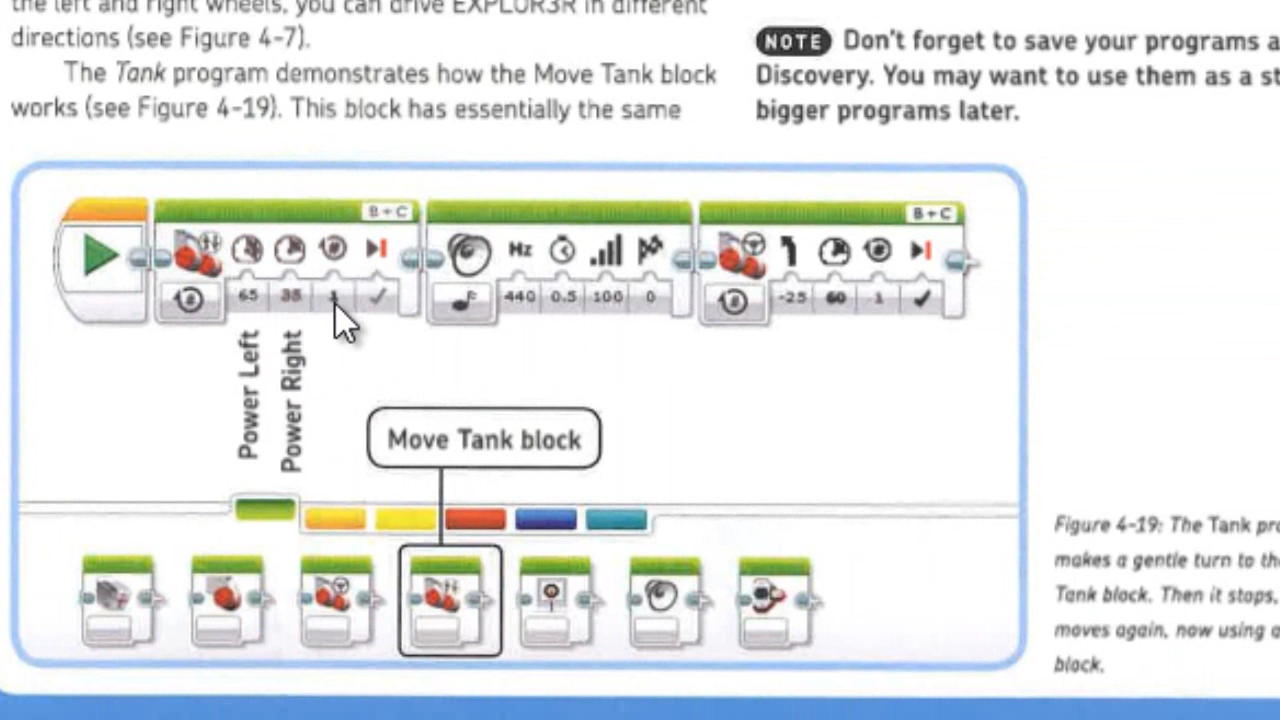 the left and right wheels, you can drive EXPLOR3R in different
directions (see Figure 4-7).
The Tank program demonstrates how the Move Tank block
works (see Figure 4-19). This block has essentially the same
NOTE Don't forget to save your programs a
Discovery. You may want to use them as a st
bigger programs later.
B+C
B+C
Hz
65 35 1
440 0.5 100 0
-25 60 1
Power Left
Power Right
Move Tank block
Figure 4-19: The Tank pro
makes a gentle turn to the
Tank block. Then it stops,
moves again, now using a
block.